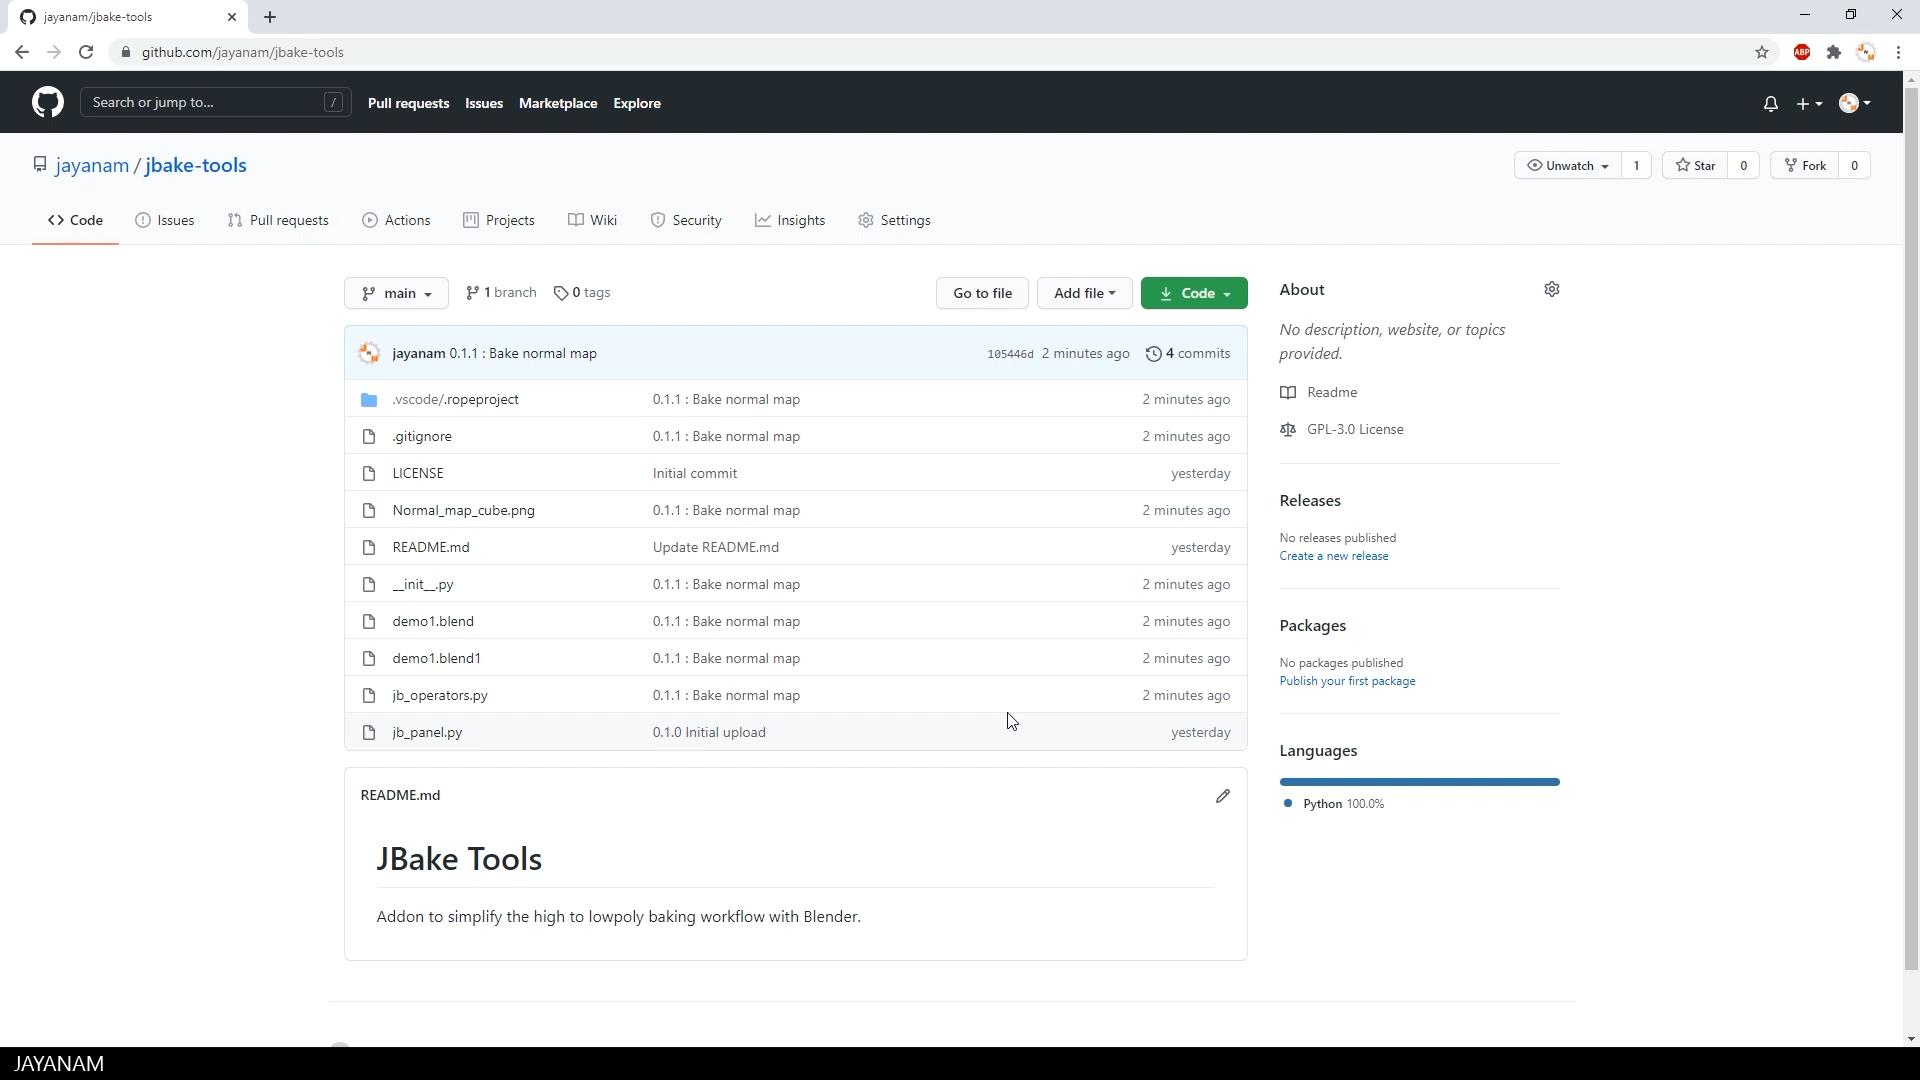 jayanam/jbake-tools
github.com/jayanam/jbake-tools
ABP
Search or jump to... /
Pull requests Issues Marketplace Explore
jayanam / jbake-tools
Unwatch 1 Star 0 Fork 0
Code Issues Pull requests Actions Projects Wiki Security Insights Settings
main 1 branch 0 tags Go to file Add file Code
jayanam 0.1.1 : Bake normal map 105446d 2 minutes ago 4 commits
.vscode/.ropeproject 0.1.1 : Bake normal map 2 minutes ago
.gitignore 0.1.1 : Bake normal map 2 minutes ago
LICENSE Initial commit yesterday
Normal_map_cube.png 0.1.1 : Bake normal map 2 minutes ago
README.md Update README.md yesterday
__init__.py 0.1.1 : Bake normal map 2 minutes ago
demo1.blend 0.1.1 : Bake normal map 2 minutes ago
demo1.blend1 0.1.1 : Bake normal map 2 minutes ago
jb_operators.py 0.1.1 : Bake normal map 2 minutes ago
jb_panel.py 0.1.0 Initial upload yesterday
README.md
JBake Tools
Addon to simplify the high to lowpoly baking workflow with Blender.
About
No description, website, or topics
provided.
Readme
GPL-3.0 License
Releases
No releases published
Create a new release
Packages
No packages published
Publish your first package
Languages
Python 100.0%
JAYANAM